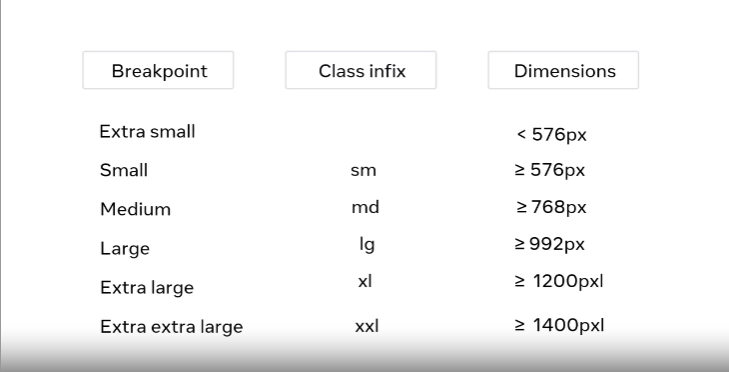 Breakpoint Class infix Dimensions
Extra small < 576px
Small sm ≥ 576px
Medium md ≥ 768px
Large lg ≥ 992px
Extra large xl ≥ 1200pxl
Extra extra large xxl ≥ 1400pxl